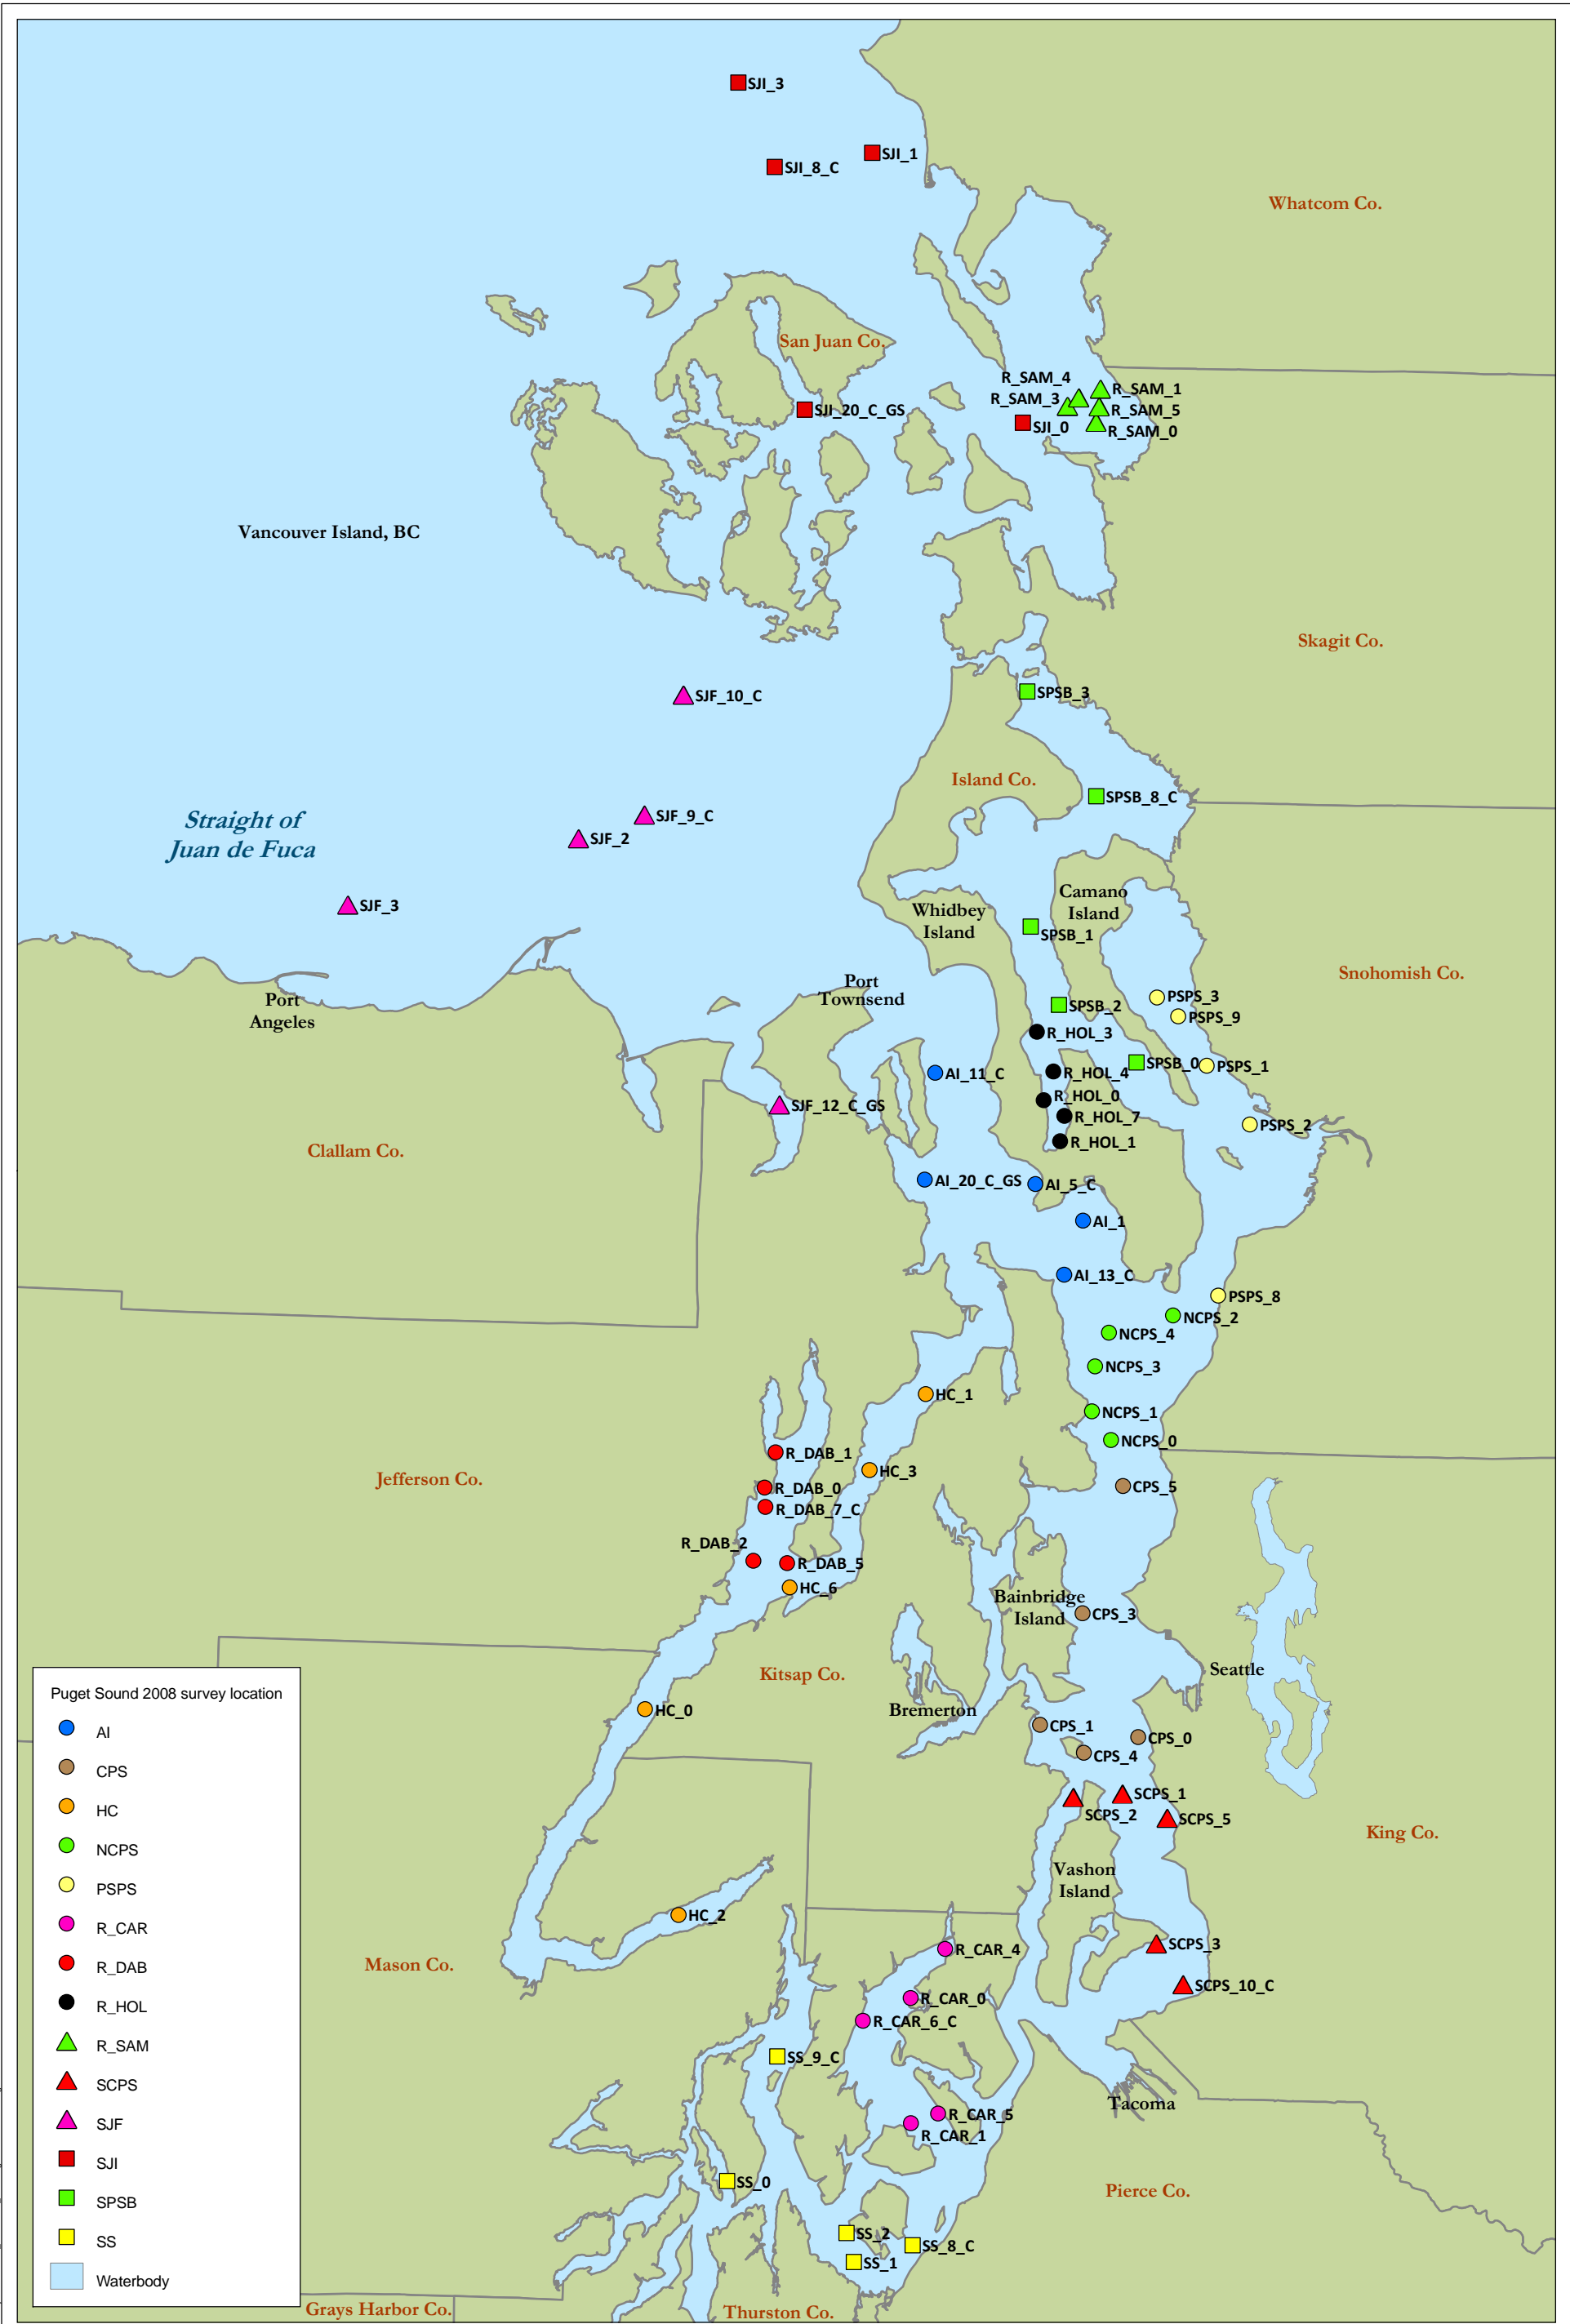 SJI_3
SJI_1
SJI_8_C
Whatcom Co.
San Juan Co.
R_SAM_4
R_SAM_1
R_SAM_3
R_SAM_5
SJI_20_C_GS
SJI_0
R_SAM_0
Vancouver Island, BC
Skagit Co.
SPSB_3
SJF_10_C
Island Co.
SPSB_8_C
SJF_9_C
Straight of
Juan de Fuca
SJF_2
Camano
Island
SJF_3
Whidbey
Island
SPSB_1
Snohomish Co.
Port
Townsend
Port
Angeles
PSPS_3
SPSB_2
PSPS_9
R_HOL_3
SPSB_0
PSPS_1
AI_11_C
R_HOL_4
R_HOL_0
SJF_12_C_GS
R_HOL_7
PSPS_2
R_HOL_1
Clallam Co.
AI_20_C_GS
AI_5_C
AI_1
AI_13_C
PSPS_8
NCPS_2
NCPS_4
NCPS_3
HC_1
NCPS_1
NCPS_0
R_DAB_1
HC_3
Jefferson Co.
R_DAB_0
CPS_5
R_DAB_7_C
R_DAB_2
R_DAB_5
HC_6
Bainbridge
Island
CPS_3
Kitsap Co.
Seattle
HC_0
Bremerton
CPS_1
CPS_0
CPS_4
SCPS_1
SCPS_2
SCPS_5
King Co.
Vashon
Island
HC_2
SCPS_3
R_CAR_4
Mason Co.
SCPS_10_C
R_CAR_0
R_CAR_6_C
SS_9_C
Tacoma
R_CAR_5
R_CAR_1
SS_0
Pierce Co.
SS_2
SS_8_C
SS_1
Grays Harbor Co.
Thurston Co.
Puget Sound 2008 survey location
AI
CPS
HC
NCPS
PSPS
R_CAR
R_DAB
R_HOL
R_SAM
SCPS
SJF
SJI
SPSB
SS
Waterbody